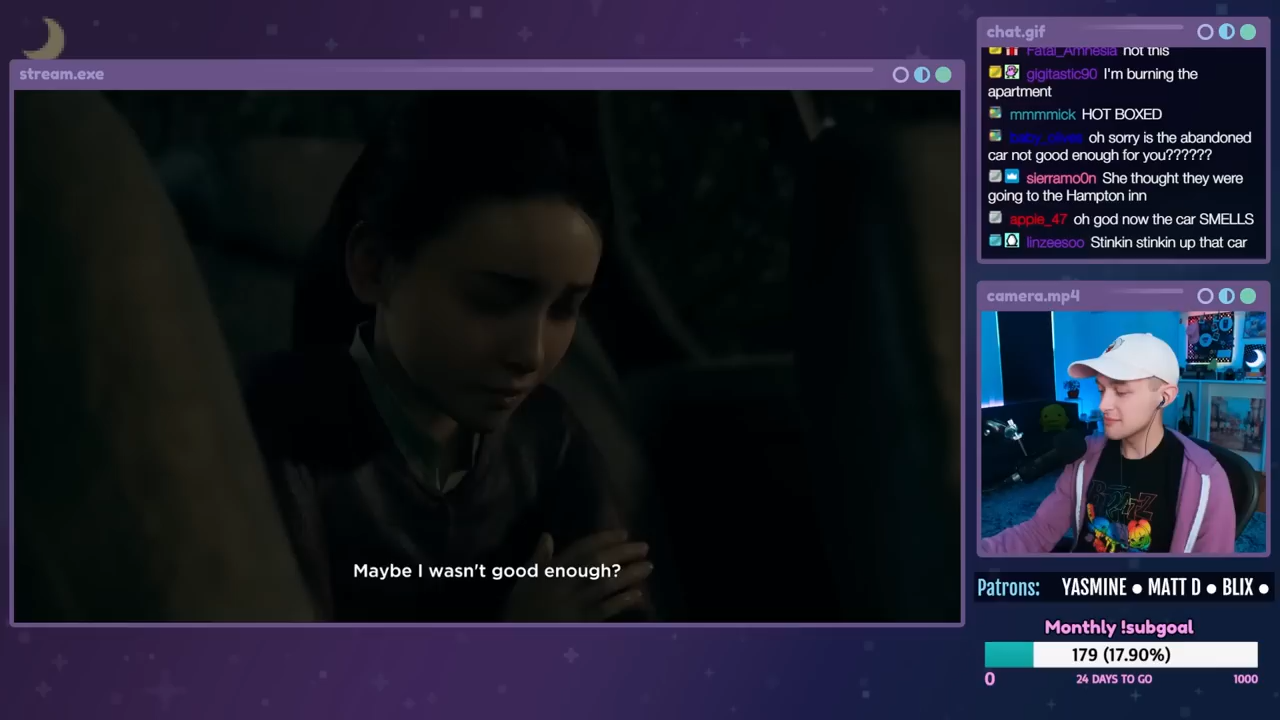 stream.exe
Maybe I wasn't good enough?
chat.gif
Fatal_Amnesia not this
gigitastic90 I'm burning the
apartment
mmmmick HOT BOXED
oh sorry is the abandoned
car not good enough for you??????
sierramo0n She thought they were
going to the Hampton inn
apple_47 oh god now the car SMELLS
linzeesoo Stinkin stinkin up that car
camera.mp4
Patrons: YASMINE ● MATT D ● BLIX ●
Monthly !subgoal
179 (17.90%)
0 24 DAYS TO GO 1000